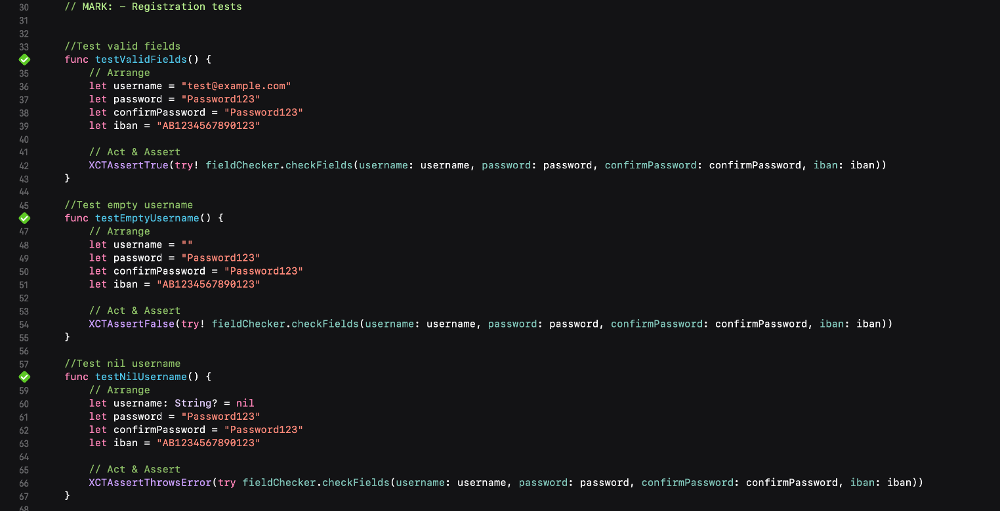 30 // MARK: – Registration tests
31
32
33 //Test valid fields
func testValidFields() {
35 // Arrange
36 let username = "test@example.com"
37 let password = "Password123"
38 let confirmPassword = "Password123"
39 let iban = "AB1234567890123"
40
41 // Act & Assert
42 XCTAssertTrue(try! fieldChecker.checkFields(username: username, password: password, confirmPassword: confirmPassword, iban: iban))
43 }
44
45 //Test empty username
func testEmptyUsername() {
47 // Arrange
48 let username = ""
49 let password = "Password123"
50 let confirmPassword = "Password123"
51 let iban = "AB1234567890123"
52
53 // Act & Assert
54 XCTAssertFalse(try! fieldChecker.checkFields(username: username, password: password, confirmPassword: confirmPassword, iban: iban))
55 }
56
57 //Test nil username
func testNilUsername() {
59 // Arrange
60 let username: String? = nil
61 let password = "Password123"
62 let confirmPassword = "Password123"
63 let iban = "AB1234567890123"
64
65 // Act & Assert
66 XCTAssertThrowsError(try fieldChecker.checkFields(username: username, password: password, confirmPassword: confirmPassword, iban: iban))
67 }
68